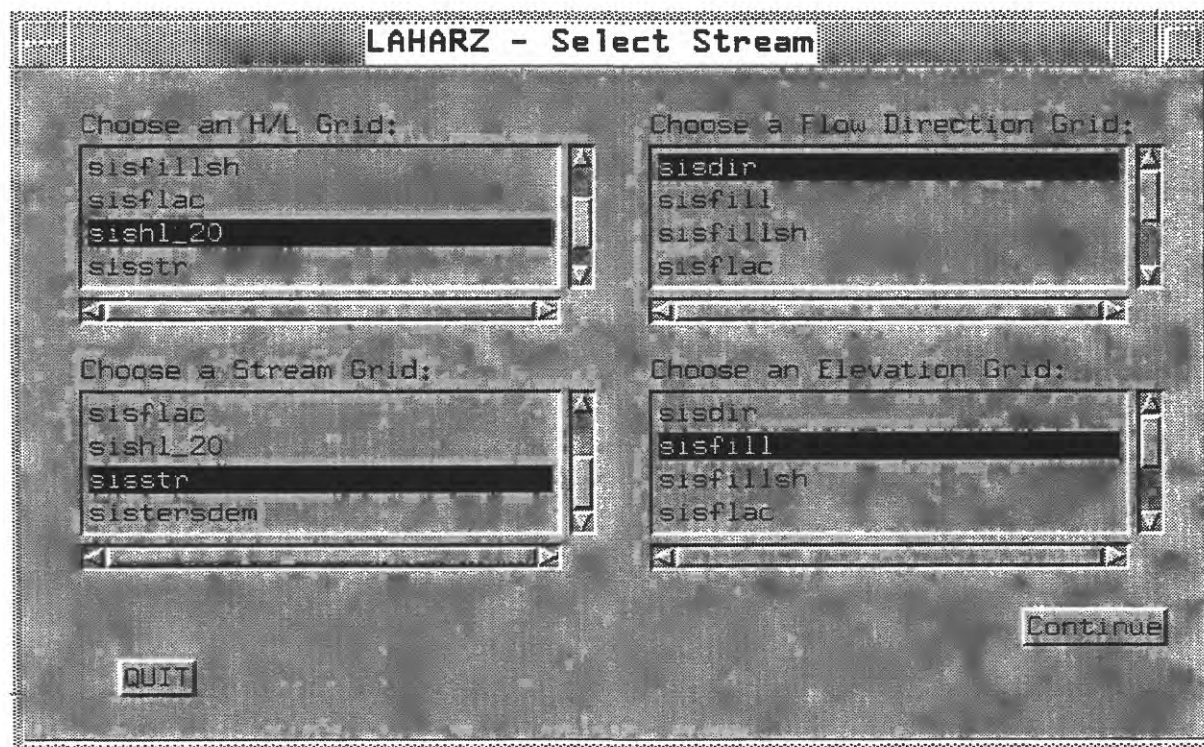 LAHARZ - Select Stream
Choose an H/L Grid:
sisfillsh
sisflac
sishl_20
sisstr
Choose a Flow Direction Grid:
sisdir
sisfill
sisfillsh
sisflac
Choose a Stream Grid:
sisflac
sishl_20
sisstr
sistersdem
Choose an Elevation Grid:
sisdir
sisfill
sisfillsh
sisflac
Continue
QUIT